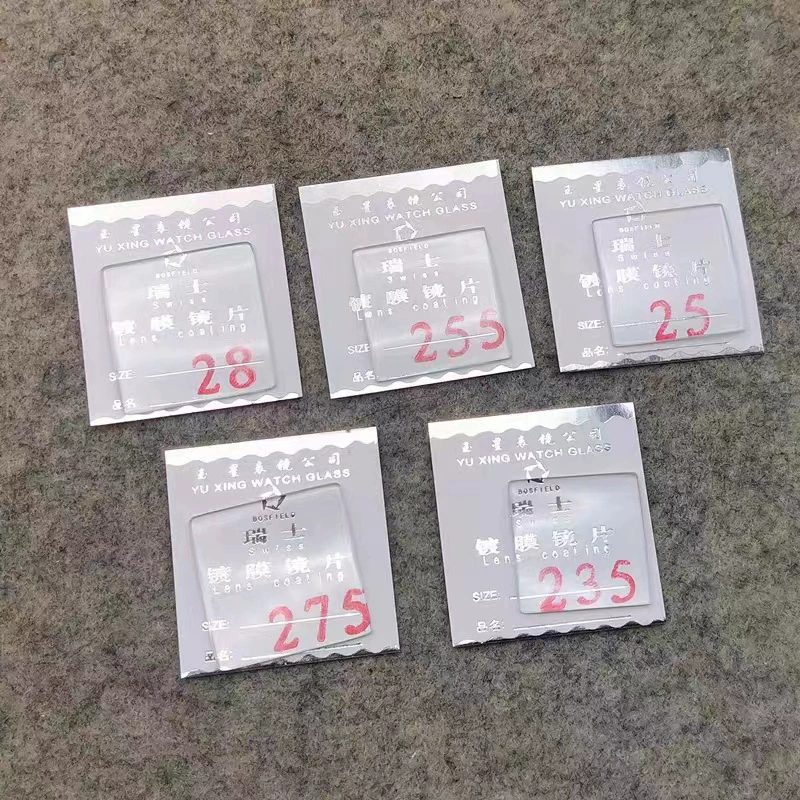 玉星表镜公司
YU XING WATCH GLASS
BOSFIELD
瑞士
Swiss
镀膜镜片
Lens coating
SIZE: 28
品名:
玉星表镜公司
YU XING WATCH GLASS
BOSFIELD
瑞士
Swiss
镀膜镜片
Lens coating
SIZE: 255
品名:
玉星表镜公司
YU XING WATCH GLASS
BOSFIELD
瑞士
Swiss
镀膜镜片
Lens coating
SIZE: 25
品名:
玉星表镜公司
YU XING WATCH GLASS
BOSFIELD
瑞士
Swiss
镀膜镜片
Lens coating
SIZE: 275
品名:
玉星表镜公司
YU XING WATCH GLASS
BOSFIELD
瑞士
Swiss
镀膜镜片
Lens coating
SIZE: 235
品名: